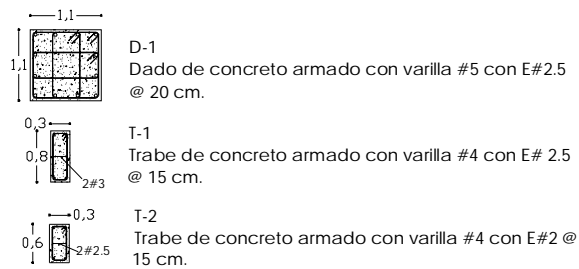 1,1
1,1
D-1
Dado de concreto armado con varilla #5 con E#2.5
@ 20 cm.
0,3
0,8
2#3
T-1
Trabe de concreto armado con varilla #4 con E# 2.5
@ 15 cm.
0,3
0,6
2#2.5
T-2
Trabe de concreto armado con varilla #4 con E#2 @
15 cm.